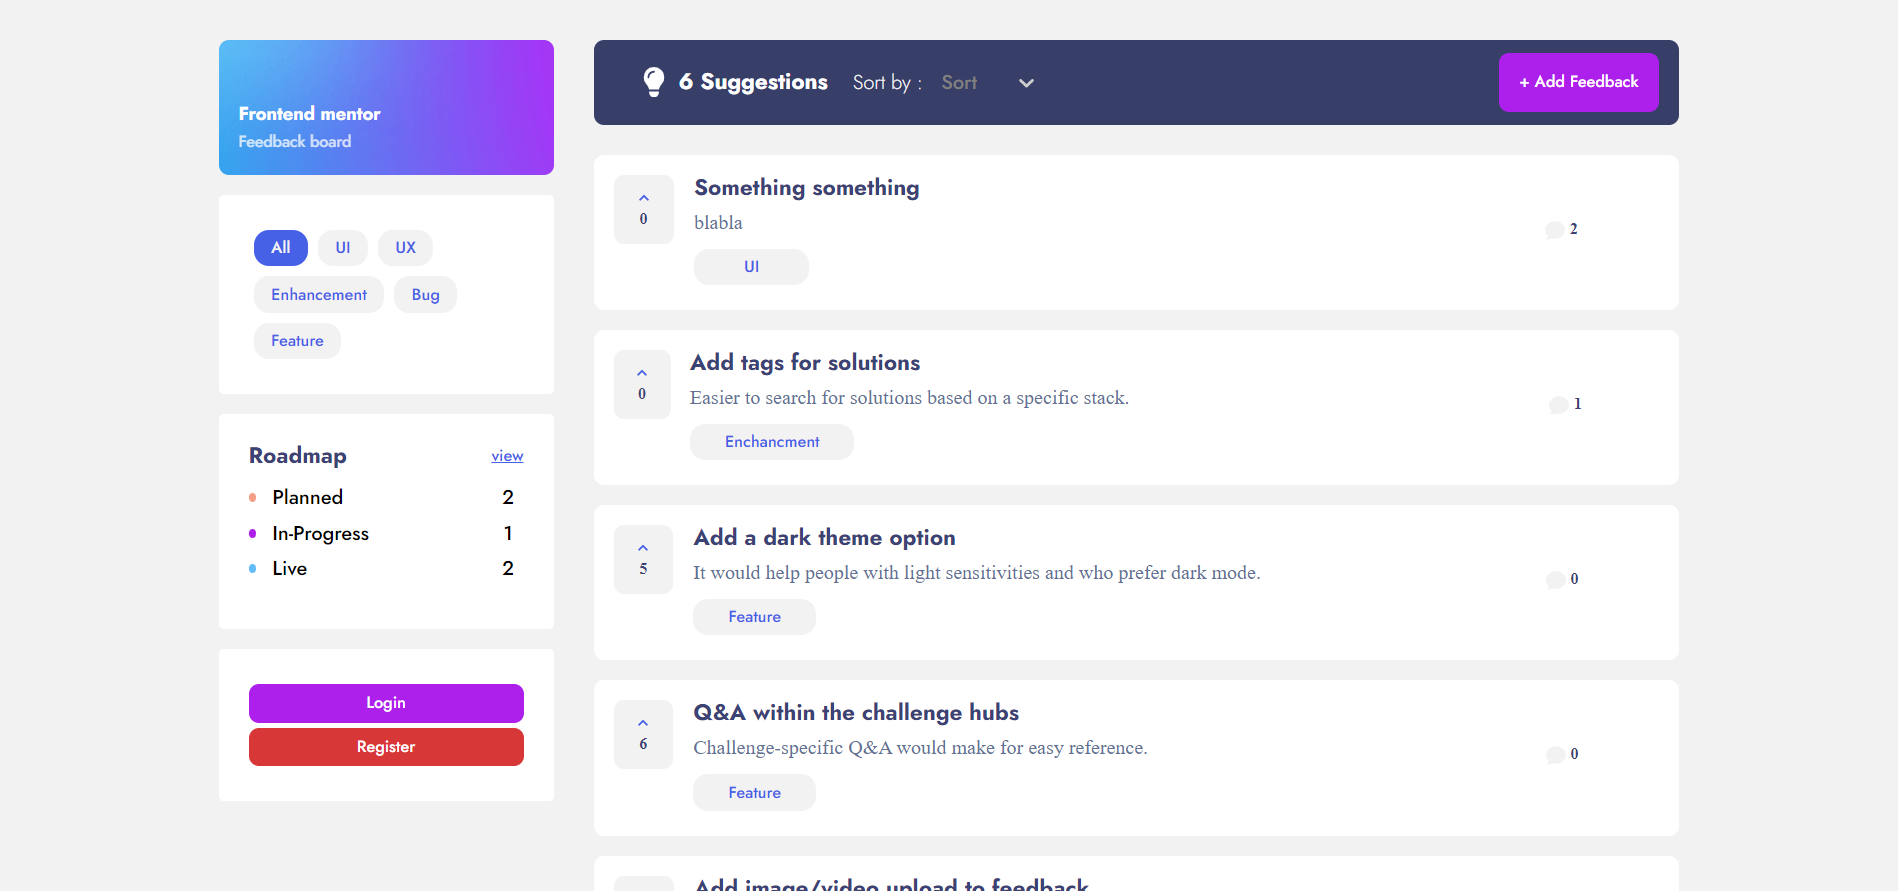 Frontend mentor
Feedback board
All UI UX
Enhancement Bug
Feature
Roadmap view
Planned 2
In-Progress 1
Live 2
Login
Register
6 Suggestions Sort by : Sort + Add Feedback
Something something
0
blabla
2
UI
Add tags for solutions
0
Easier to search for solutions based on a specific stack.
1
Enchancment
Add a dark theme option
5
It would help people with light sensitivities and who prefer dark mode.
0
Feature
Q&A within the challenge hubs
6
Challenge-specific Q&A would make for easy reference.
0
Feature
Add image/video upload to feedback